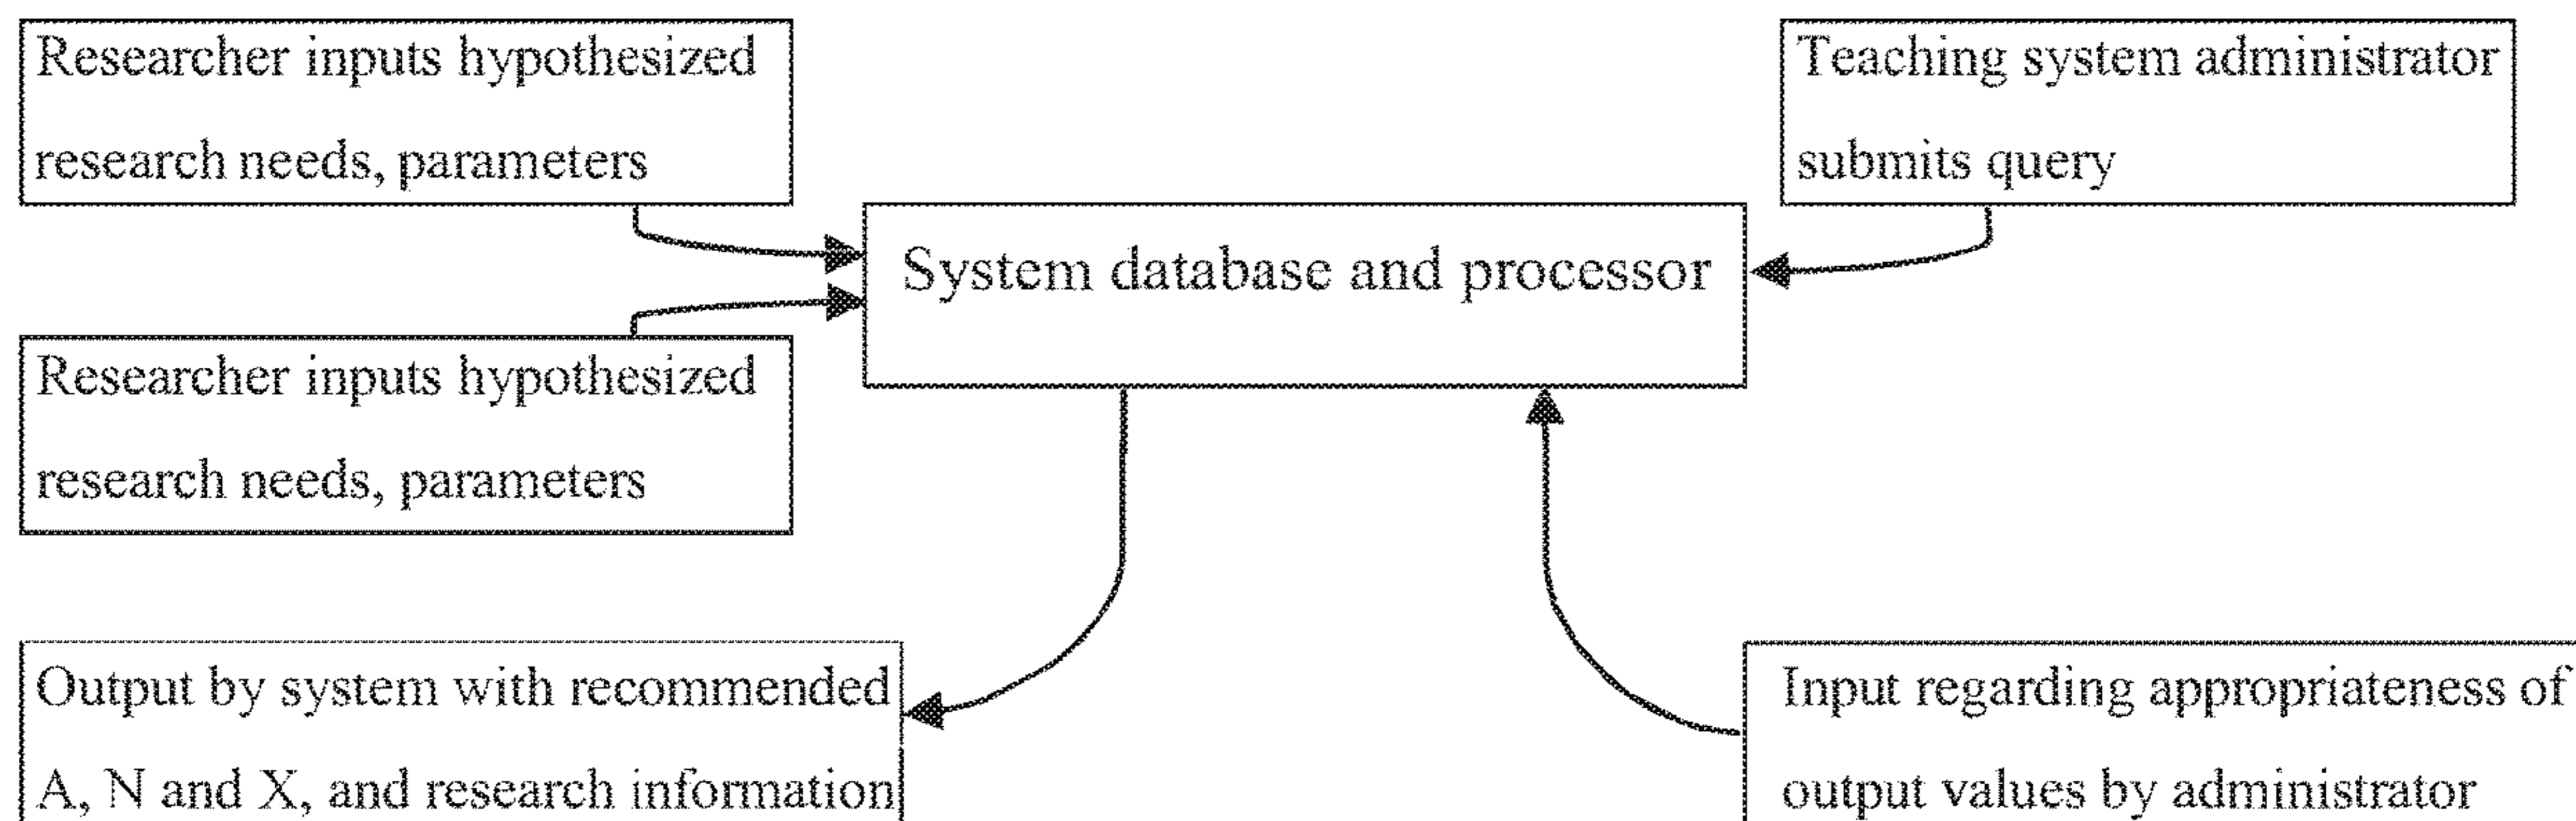 Researcher inputs hypothesized
research needs, parameters
Teaching system administrator
submits query
System database and processor
Researcher inputs hypothesized
research needs, parameters
Output by system with recommended
A, N and X, and research information
Input regarding appropriateness of
output values by administrator